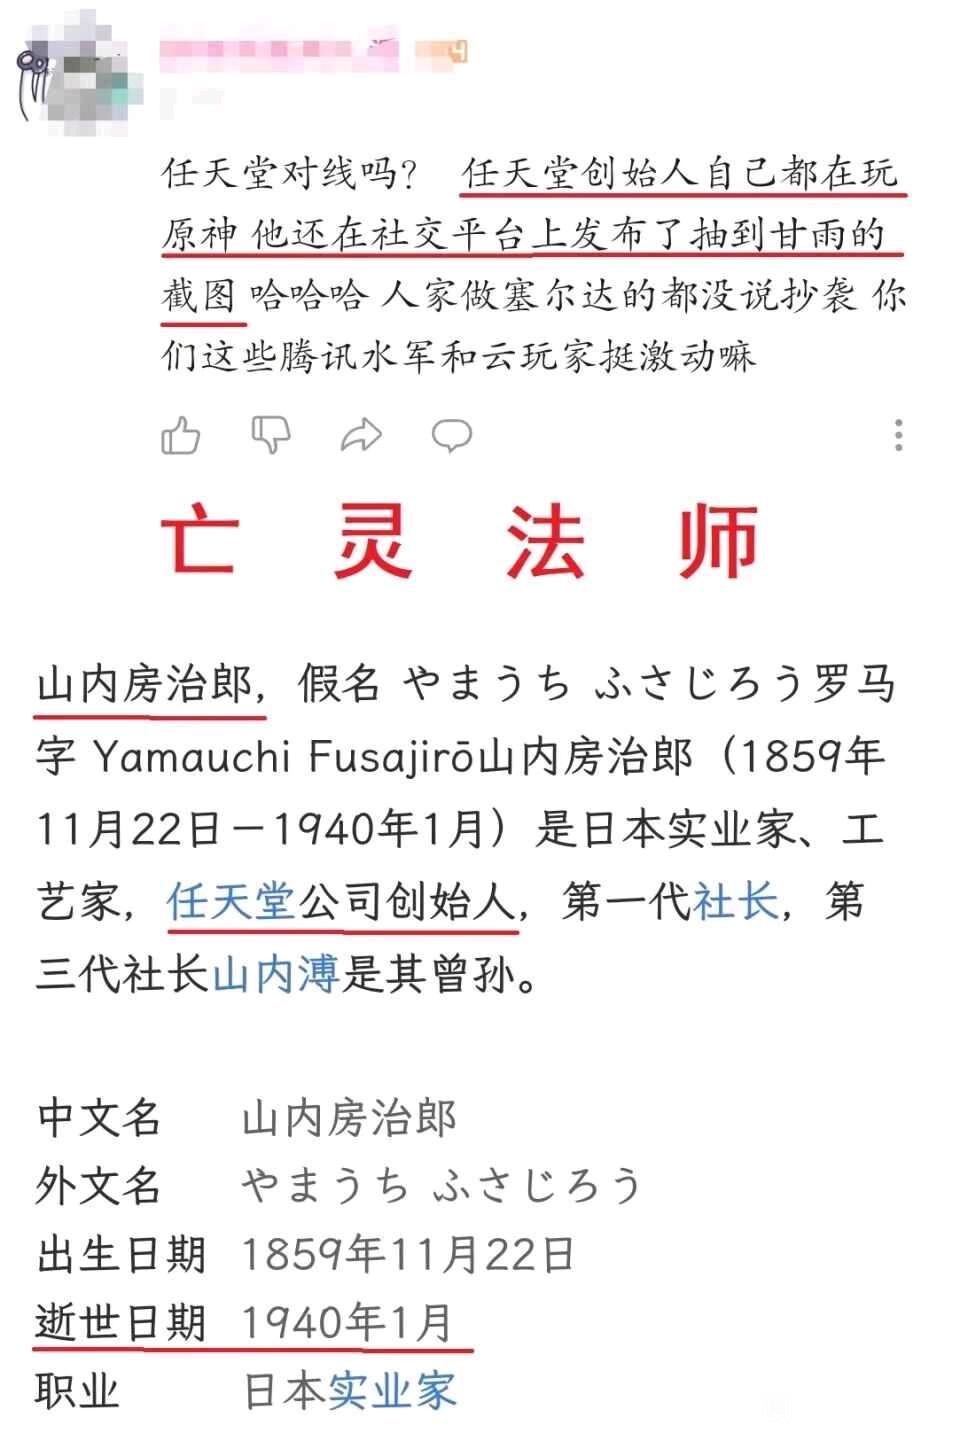 任天堂对线吗? 任天堂创始人自己都在玩
原神 他还在社交平台上发布了抽到甘雨的
截图 哈哈哈 人家做塞尔达的都没说抄袭 你
们这些腾讯水军和云玩家挺激动嘛
亡灵法师
山内房治郎，假名 やまうち ふさじろう罗马
字 Yamauchi Fusajirō山内房治郎（1859年
11月22日－1940年1月）是日本实业家、工
艺家，任天堂公司创始人，第一代社长，第
三代社长山内溥是其曾孙。
中文名 山内房治郎
外文名 やまうち ふさじろう
出生日期 1859年11月22日
逝世日期 1940年1月
职业 日本实业家